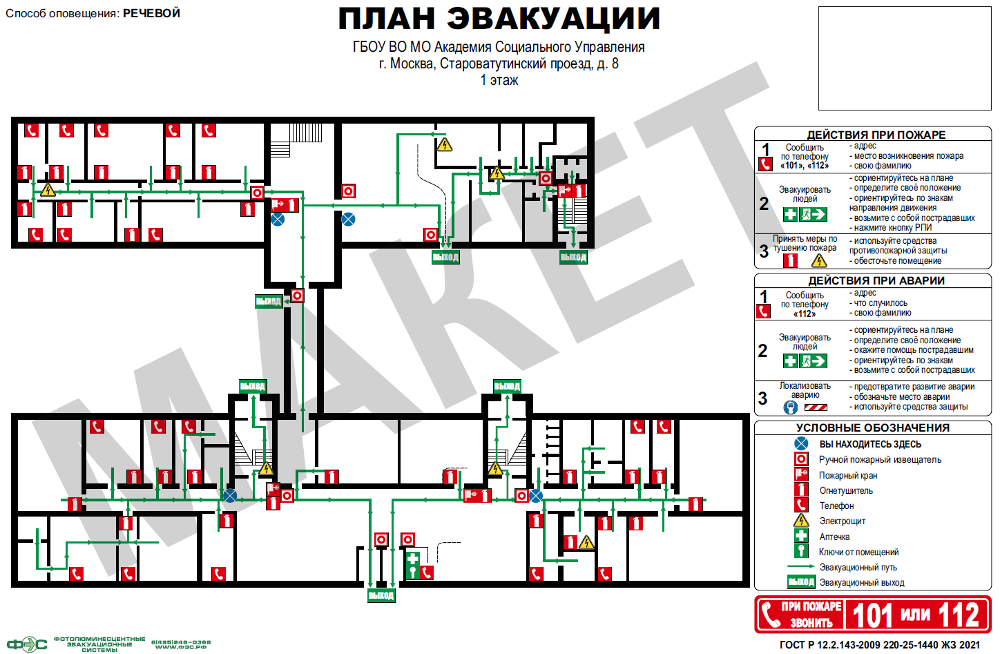 Способ оповещения: РЕЧЕВОЙ
ПЛАН ЭВАКУАЦИИ
ГБОУ ВО МО Академия Социального Управления
г. Москва, Староватутинский проезд, д. 8
1 этаж
МАКЕТ
ВЫХОД
ВЫХОД
ВЫХОД
ВЫХОД
ВЫХОД
ВЫХОД
ДЕЙСТВИЯ ПРИ ПОЖАРЕ
1
Сообщить
по телефону
«101», «112»
- адрес
- место возникновения пожара
- свою фамилию
2
Эвакуировать
людей
- сориентируйтесь на плане
- определите своё положение
- ориентируйтесь по знакам
направления движения
- возьмите с собой пострадавших
- нажмите кнопку РПИ
3
Принять меры по
тушению пожара
- используйте средства
противопожарной защиты
- обесточьте помещение
ДЕЙСТВИЯ ПРИ АВАРИИ
1
Сообщить
по телефону
«112»
- адрес
- что случилось
- свою фамилию
2
Эвакуировать
людей
- сориентируйтесь на плане
- определите своё положение
- окажите помощь пострадавшим
- ориентируйтесь по знакам
- возьмите с собой пострадавших
3
Локализовать
аварию
- предотвратите развитие аварии
- обозначьте место аварии
- используйте средства защиты
УСЛОВНЫЕ ОБОЗНАЧЕНИЯ
ВЫ НАХОДИТЕСЬ ЗДЕСЬ
Ручной пожарный извещатель
Пожарный кран
Огнетушитель
Телефон
Электрощит
Аптечка
Ключи от помещений
Эвакуационный путь
ВЫХОД Эвакуационный выход
ПРИ ПОЖАРЕ
ЗВОНИТЬ
101 или 112
ГОСТ Р 12.2.143-2009 220-25-1440 ЖЗ 2021
ФЭС
ФОТОЛЮМИНЕСЦЕНТНЫЕ
ЭВАКУАЦИОННЫЕ
СИСТЕМЫ
8(495)248-0368
WWW.ФЭС.РФ